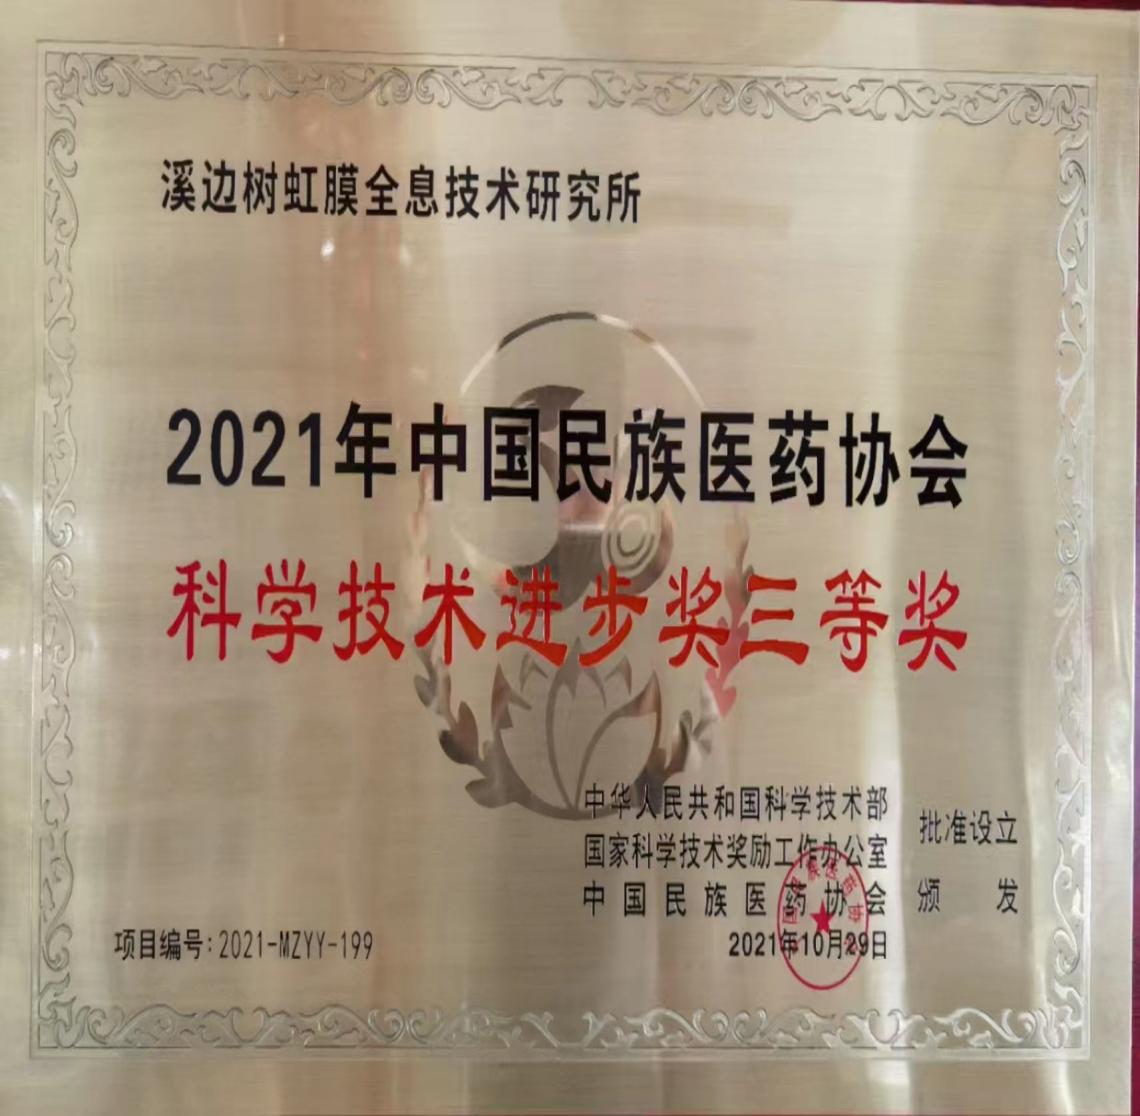 溪边树虹膜全息技术研究所
2021年中国民族医药协会
科学技术进步奖三等奖
中华人民共和国科学技术部
国家科学技术奖励工作办公室
批准设立
中国民族医药协会 颁发
2021年10月29日
项目编号:2021-MZYY-199